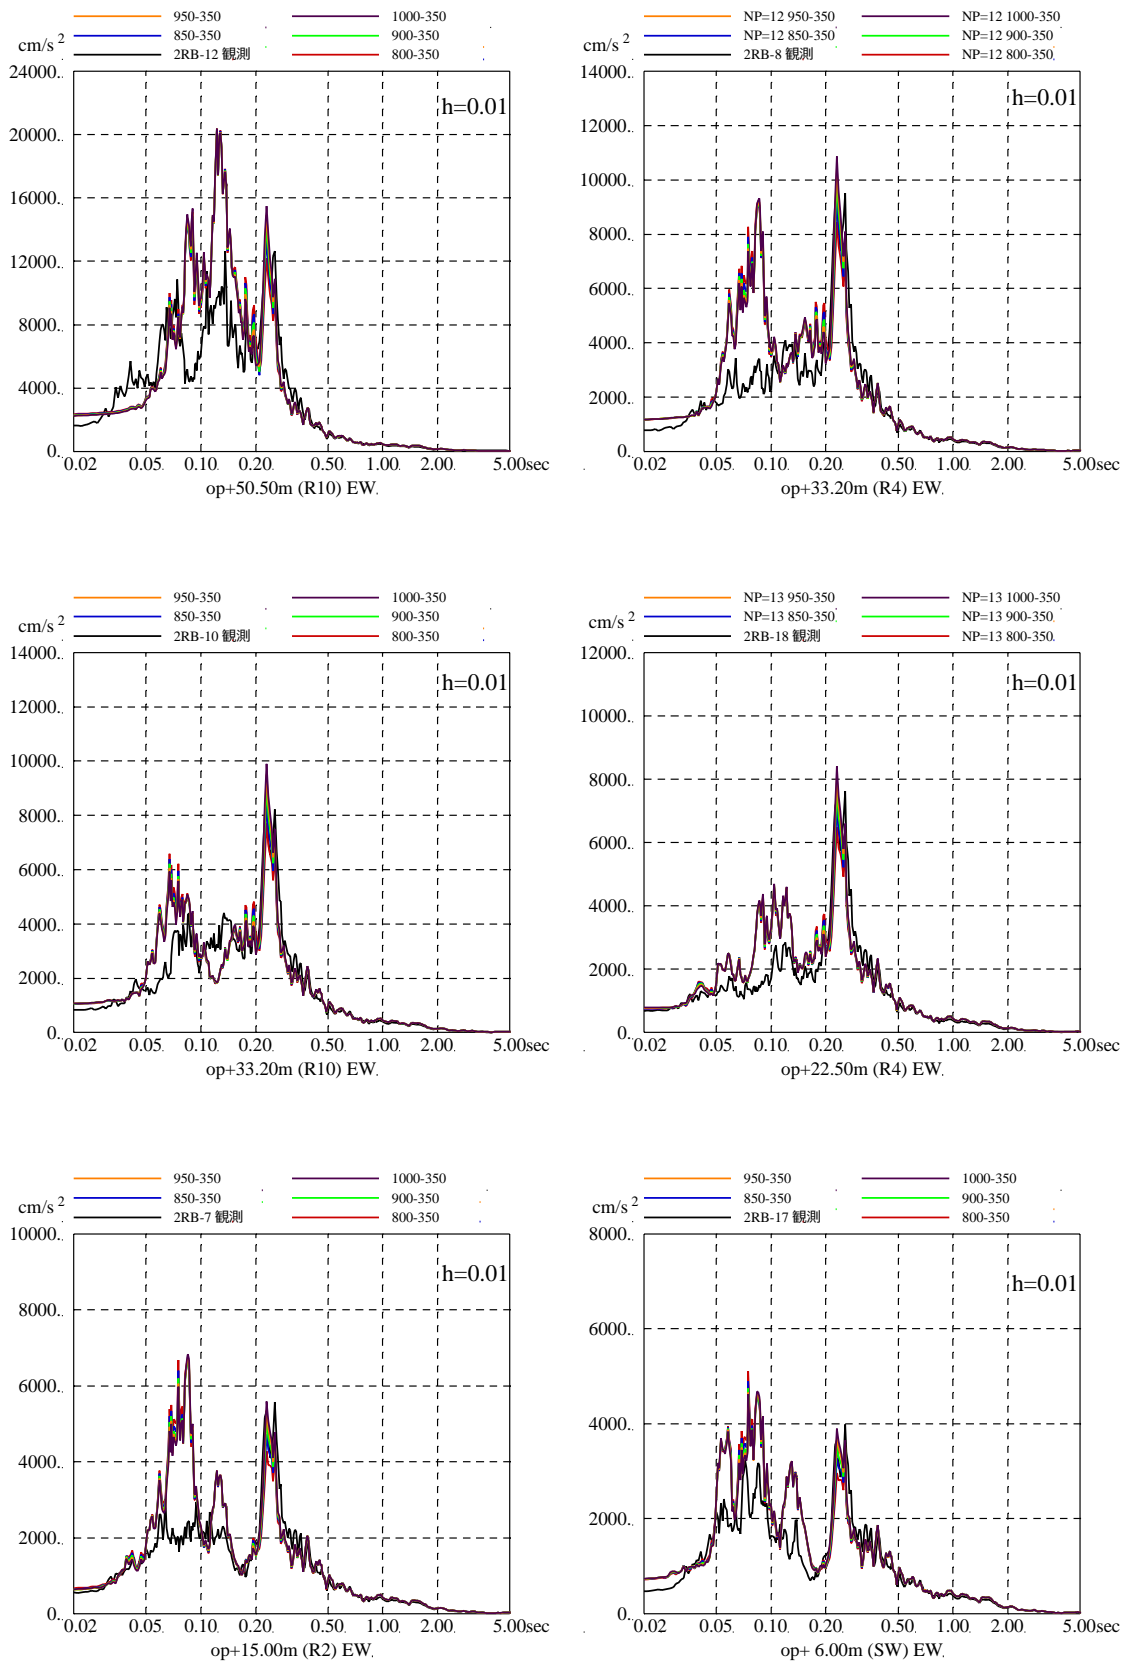 950-350 1000-350
850-350 900-350
2RB-12 観測 800-350
cm/s 2
24000.
20000.
16000.
12000.
8000.
4000.
0.
h=0.01
0.02 0.05 0.10 0.20 0.50 1.00 2.00 5.00sec
op+50.50m (R10) EW
NP=12 950-350 NP=12 1000-350
NP=12 850-350 NP=12 900-350
2RB-8 観測 NP=12 800-350
cm/s 2
14000.
12000.
10000.
8000.
6000.
4000.
2000.
0.
h=0.01
0.02 0.05 0.10 0.20 0.50 1.00 2.00 5.00sec
op+33.20m (R4) EW
950-350 1000-350
850-350 900-350
2RB-10 観測 800-350
cm/s 2
14000.
12000.
10000.
8000.
6000.
4000.
2000.
0.
h=0.01
0.02 0.05 0.10 0.20 0.50 1.00 2.00 5.00sec
op+33.20m (R10) EW
NP=13 950-350 NP=13 1000-350
NP=13 850-350 NP=13 900-350
2RB-18 観測 NP=13 800-350
cm/s 2
12000.
10000.
8000.
6000.
4000.
2000.
0.
h=0.01
0.02 0.05 0.10 0.20 0.50 1.00 2.00 5.00sec
op+22.50m (R4) EW
950-350 1000-350
850-350 900-350
2RB-7 観測 800-350
cm/s 2
10000.
8000.
6000.
4000.
2000.
0.
h=0.01
0.02 0.05 0.10 0.20 0.50 1.00 2.00 5.00sec
op+15.00m (R2) EW
950-350 1000-350
850-350 900-350
2RB-17 観測 800-350
cm/s 2
8000.
6000.
4000.
2000.
0.
h=0.01
0.02 0.05 0.10 0.20 0.50 1.00 2.00 5.00sec
op+ 6.00m (SW) EW